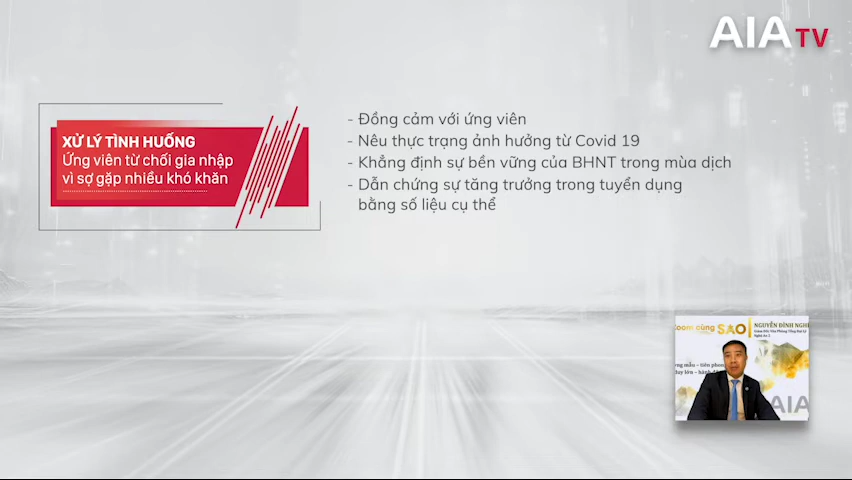 AIA TV
XỬ LÝ TÌNH HUỐNG
Ứng viên từ chối gia nhập
vì sợ gặp nhiều khó khăn
- Đồng cảm với ứng viên
- Nêu thực trạng ảnh hưởng từ Covid 19
- Khẳng định sự bền vững của BHNT trong mùa dịch
- Dẫn chứng sự tăng trưởng trong tuyển dụng
bằng số liệu cụ thể
cùng
SAO
NGUYỄN ĐÌNH NGHI
AIA